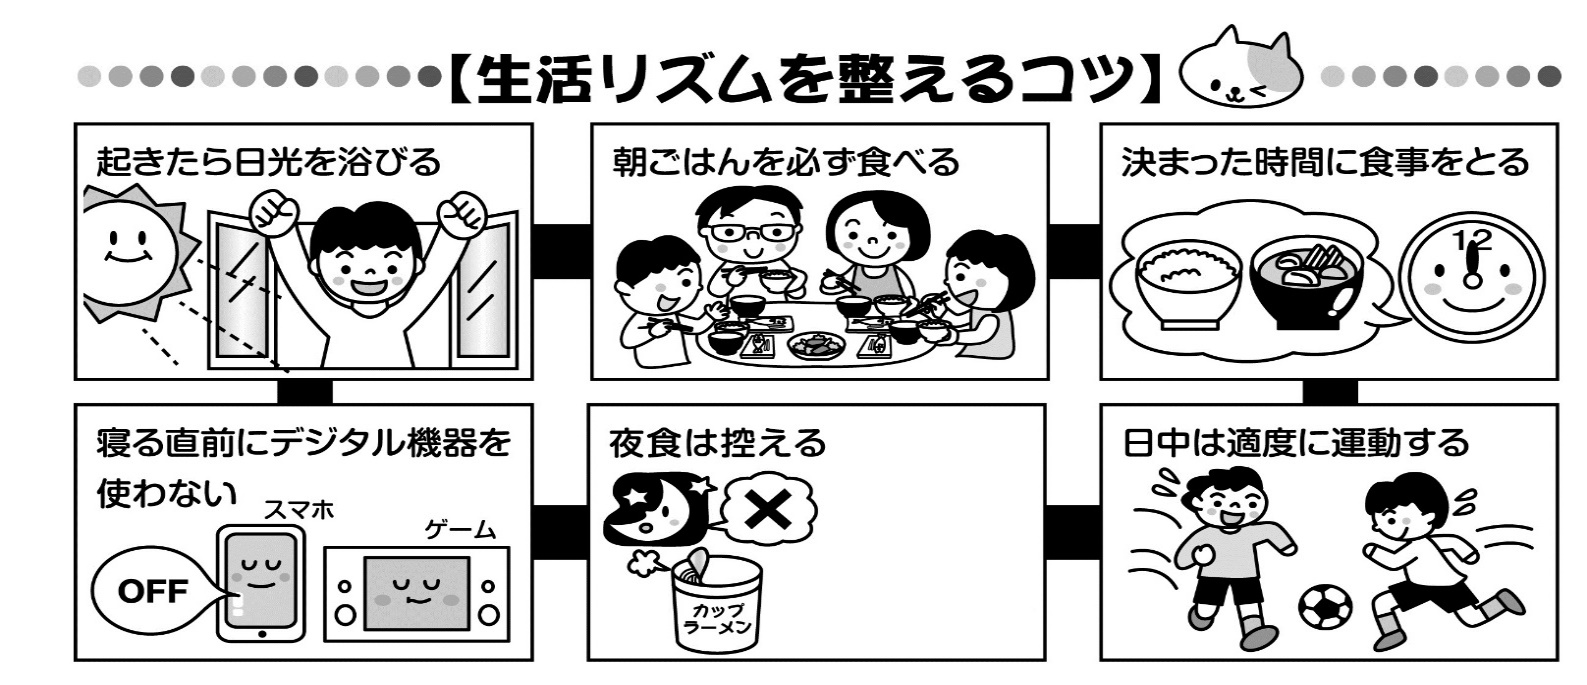 【生活リズムを整えるコツ】
起きたら日光を浴びる
朝ごはんを必ず食べる
決まった時間に食事をとる
12
日中は適度に運動する
夜食は控える
カップ
ラーメン
寝る直前にデジタル機器を
使わない
スマホ
ゲーム
OFF